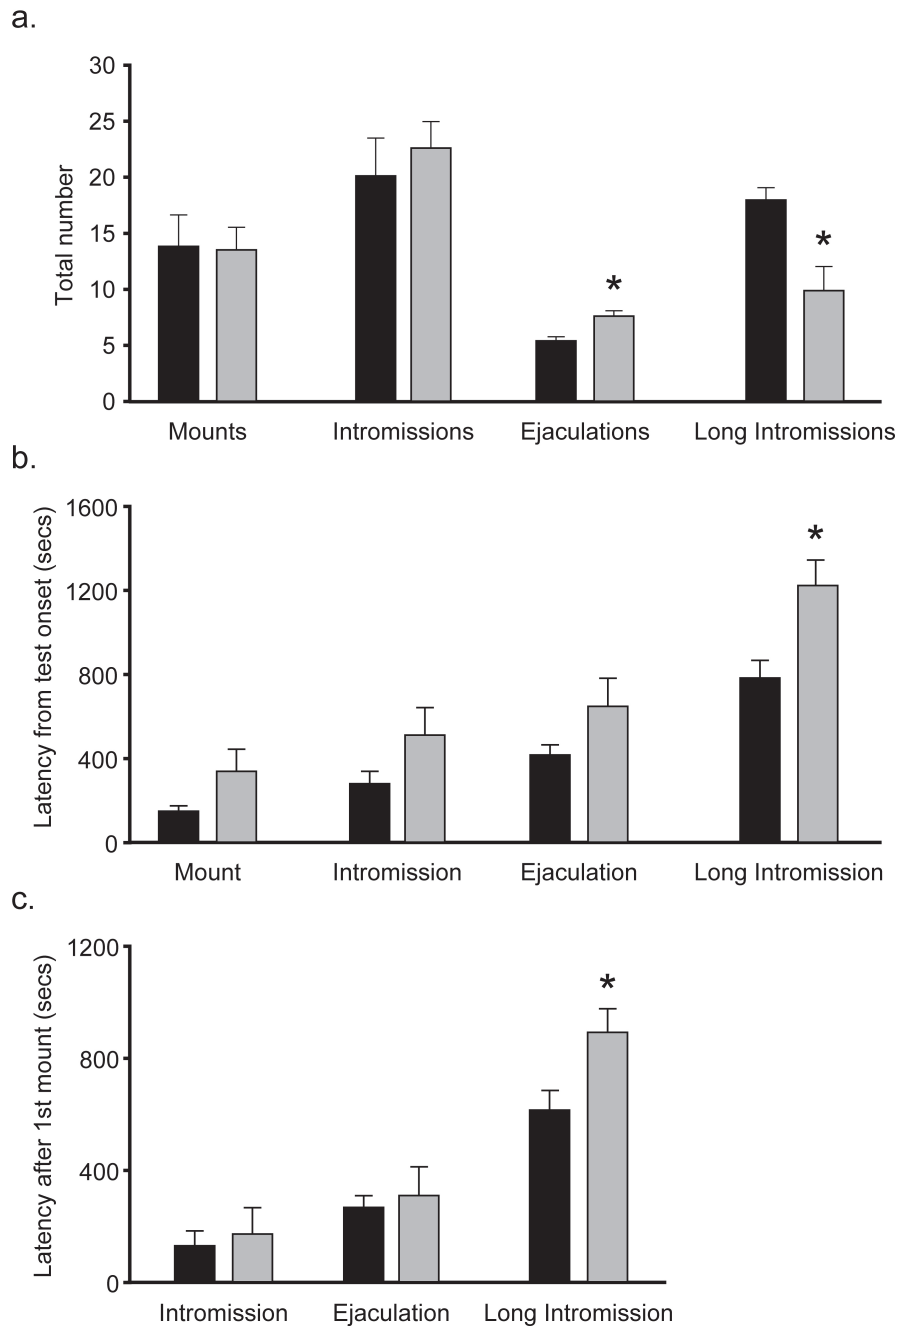 a.
30
25
20
15
10
5
0
Total number
* *
Mounts Intromissions Ejaculations Long Intromissions
b.
1600
1200
800
400
0
Latency from test onset (secs)
*
Mount Intromission Ejaculation Long Intromission
c.
1200
800
400
0
Latency after 1st mount (secs)
*
Intromission Ejaculation Long Intromission